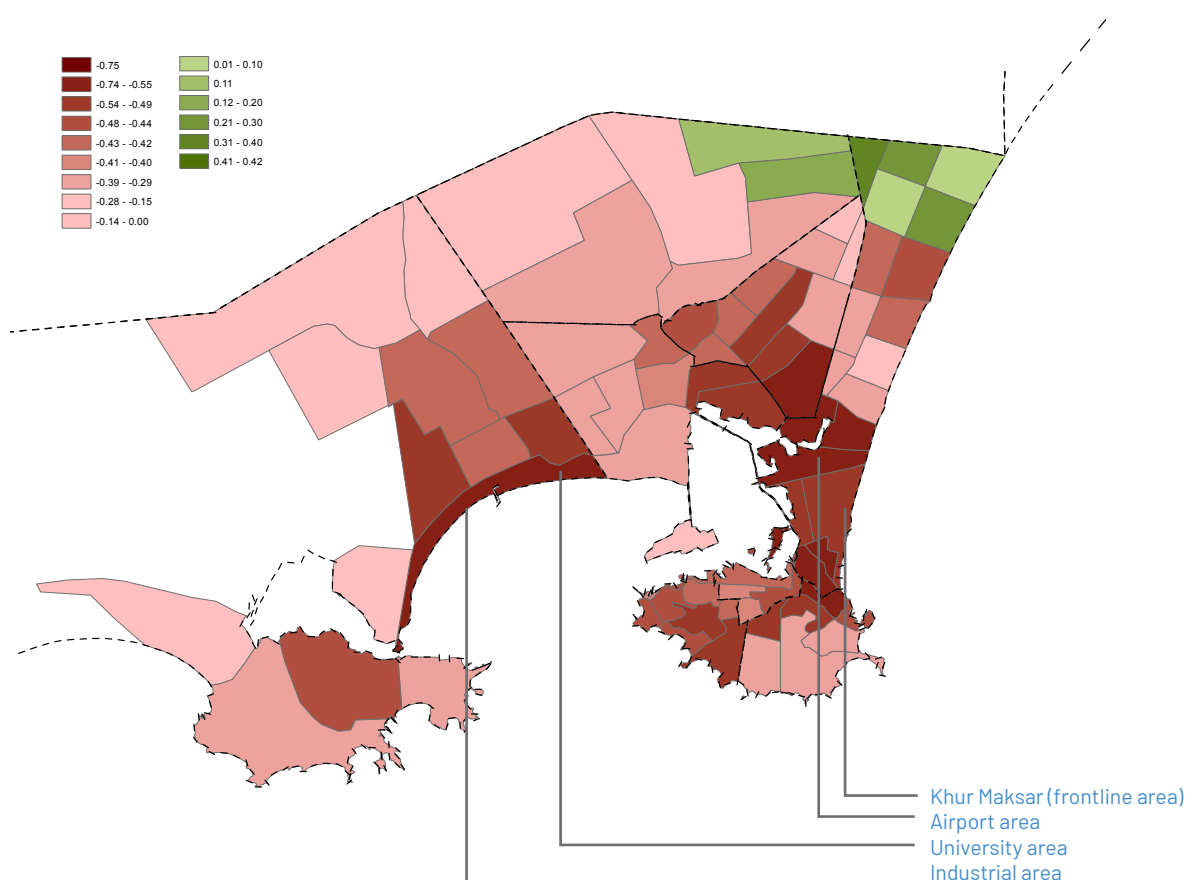 -0.75
-0.74 - -0.55
-0.54 - -0.49
-0.48 - -0.44
-0.43 - -0.42
-0.41 - -0.40
-0.39 - -0.29
-0.28 - -0.15
-0.14 - 0.00
0.01 - 0.10
0.11
0.12 - 0.20
0.21 - 0.30
0.31 - 0.40
0.41 - 0.42
Khur Maksar (frontline area)
Airport area
University area
Industrial area